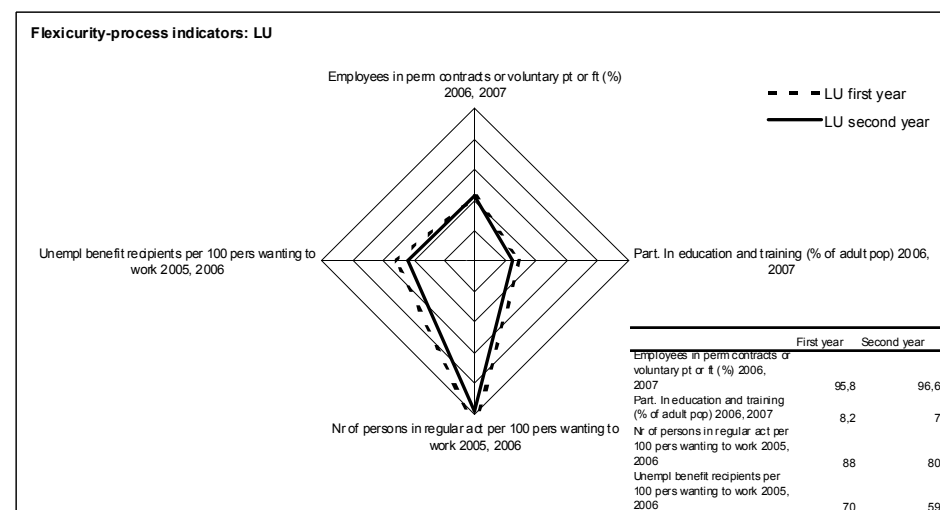 Flexicurity-process indicators: LU
Employees in perm contracts or voluntary pt or ft (%)
2006, 2007
LU first year
LU second year
Unempl benefit recipients per 100 pers wanting to
work 2005, 2006
Part. In education and training (% of adult pop) 2006,
2007
Nr of persons in regular act per 100 pers wanting to
work 2005, 2006
First year Second year
Employees in perm contracts or
voluntary pt or ft (%) 2006,
2007 95,8 96,6
Part. In education and training
(% of adult pop) 2006, 2007 8,2 7
Nr of persons in regular act per
100 pers wanting to work 2005,
2006 88 80
Unempl benefit recipients per
100 pers wanting to work 2005,
2006 70 59